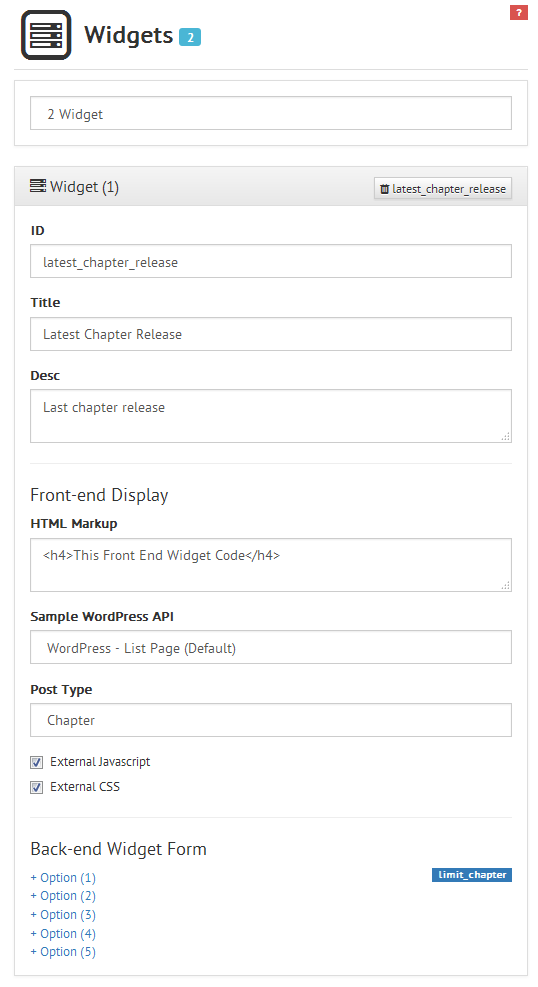 Widgets 2
?
2 Widget
Widget (1)
latest_chapter_release
ID
latest_chapter_release
Title
Latest Chapter Release
Desc
Last chapter release
Front-end Display
HTML Markup
<h4>This Front End Widget Code</h4>
Sample WordPress API
WordPress - List Page (Default)
Post Type
Chapter
External Javascript
External CSS
Back-end Widget Form
+ Option (1)
limit_chapter
+ Option (2)
+ Option (3)
+ Option (4)
+ Option (5)